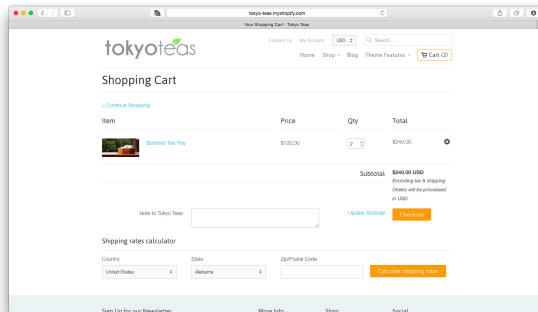 tokyo-teas.myshopify.com
Your Shopping Cart - Tokyo Teas
tokyoteas
Contact Us My Account USD Search...
Home Shop Blog Theme Features Cart (2)
Shopping Cart
< Continue Shopping
Item Price Qty Total
Bamboo Tea Tray $120.00 2 $240.00
Subtotal $240.00 USD
Excluding tax & shipping
Orders will be processed
in USD.
Note to Tokyo Teas: Update Subtotal Checkout
Shipping rates calculator
Country State Zip/Postal Code
United States Alabama Calculate shipping rates
Sign Up for our Newsletter More Info Shop Social